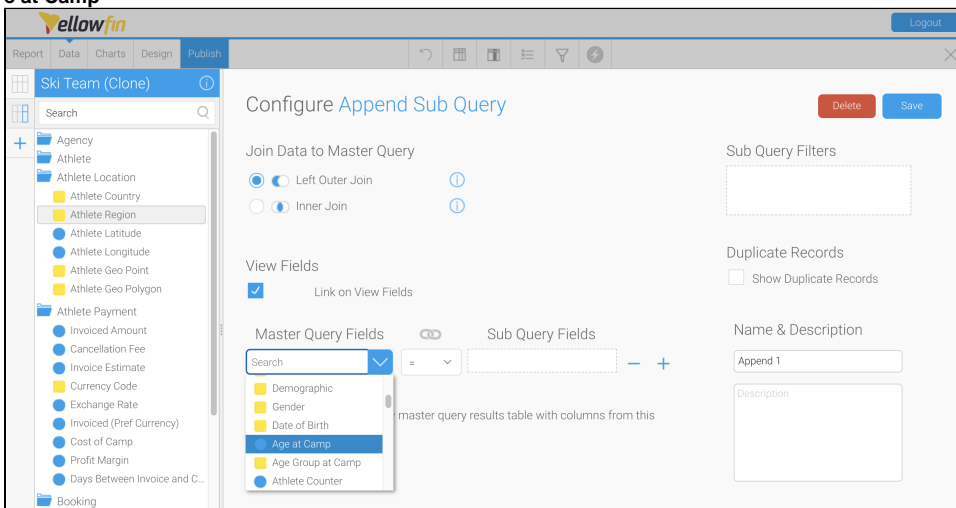 e at Camp
Yellowfin
Logout
Report Data Charts Design Publish
Ski Team (Clone)
Search
Agency
Athlete
Athlete Location
Athlete Country
Athlete Region
Athlete Latitude
Athlete Longitude
Athlete Geo Point
Athlete Geo Polygon
Athlete Payment
Invoiced Amount
Cancellation Fee
Invoice Estimate
Currency Code
Exchange Rate
Invoiced (Pref Currency)
Cost of Camp
Profit Margin
Days Between Invoice and C...
Booking
Configure Append Sub Query
Delete Save
Join Data to Master Query
Left Outer Join
Inner Join
View Fields
Link on View Fields
Master Query Fields Sub Query Fields
Search =
Demographic
Gender
Date of Birth
Age at Camp
Age Group at Camp
Athlete Counter
master query results table with columns from this
Sub Query Filters
Duplicate Records
Show Duplicate Records
Name & Description
Append 1
Description